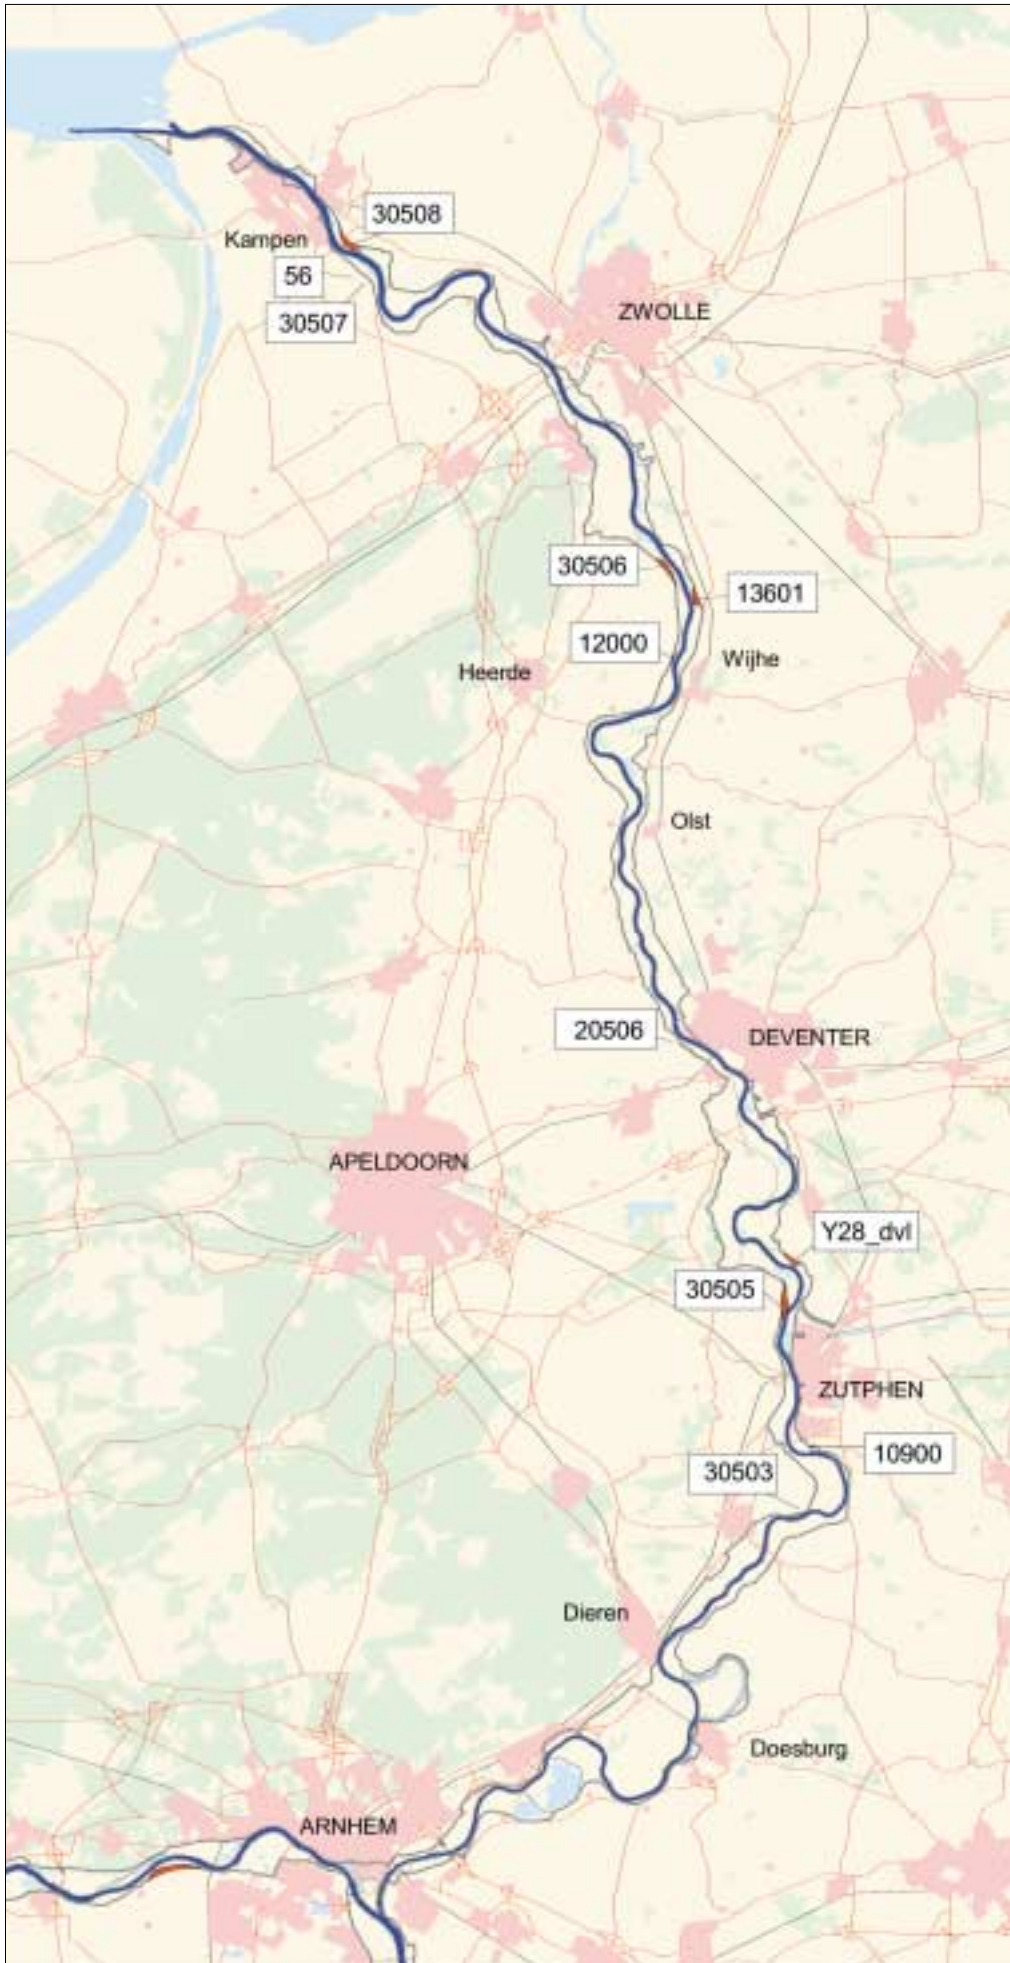 30508
Kampen
56
30507
ZWOLLE
30506
13601
12000
Wijhe
Heerde
Olst
20506
DEVENTER
APELDOORN
Y28_dvl
30505
ZUTPHEN
10900
30503
Dieren
Doesburg
ARNHEM